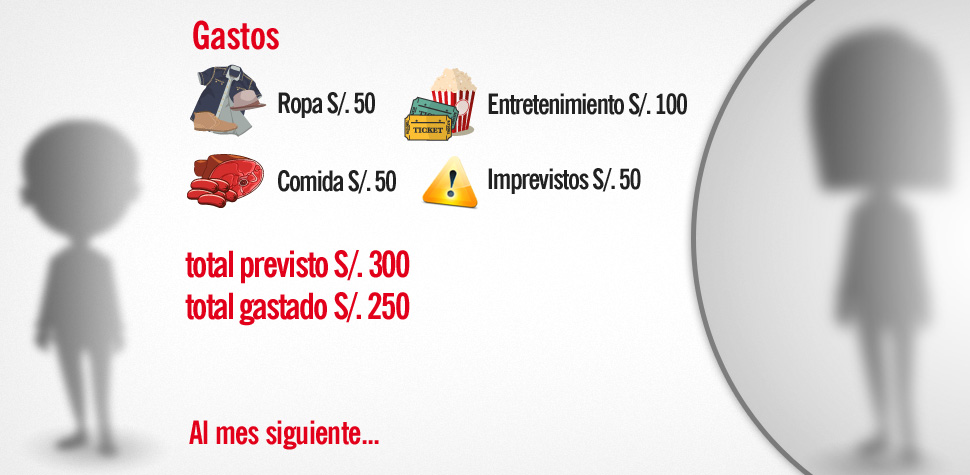 Gastos
Ropa S/. 50
Entretenimiento S/. 100
TICKET
Comida S/. 50
Imprevistos S/. 50
total previsto S/. 300
total gastado S/. 250
Al mes siguiente...